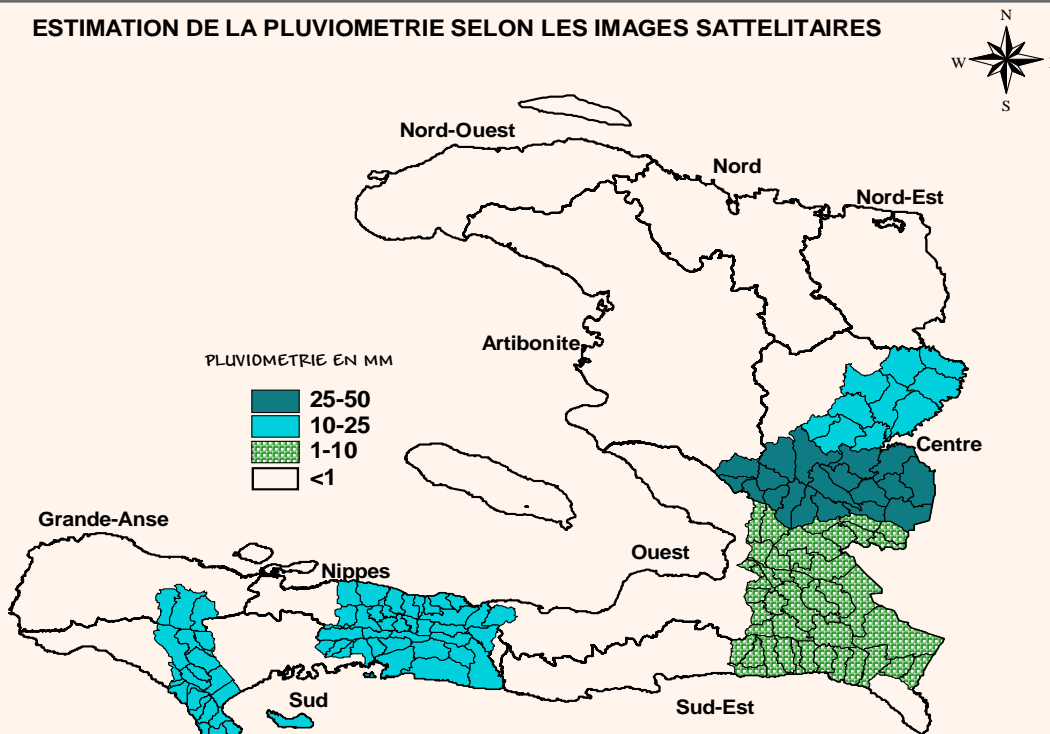 ESTIMATION DE LA PLUVIOMETRIE SELON LES IMAGES SATTELITAIRES
N
W
S
Nord-Ouest
Nord
Nord-Est
Artibonite
PLUVIOMETRIE EN MM
25-50
10-25
1-10
<1
Centre
Grande-Anse
Ouest
Nippes
Sud
Sud-Est